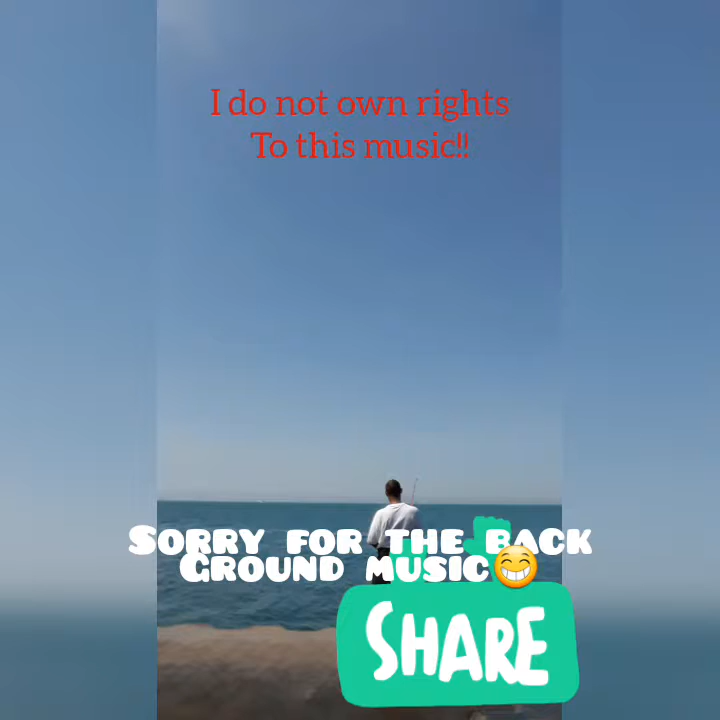 I do not own rights
To this music!!
SORRY FOR THE BACK
GROUND MUSIC😁
SHARE